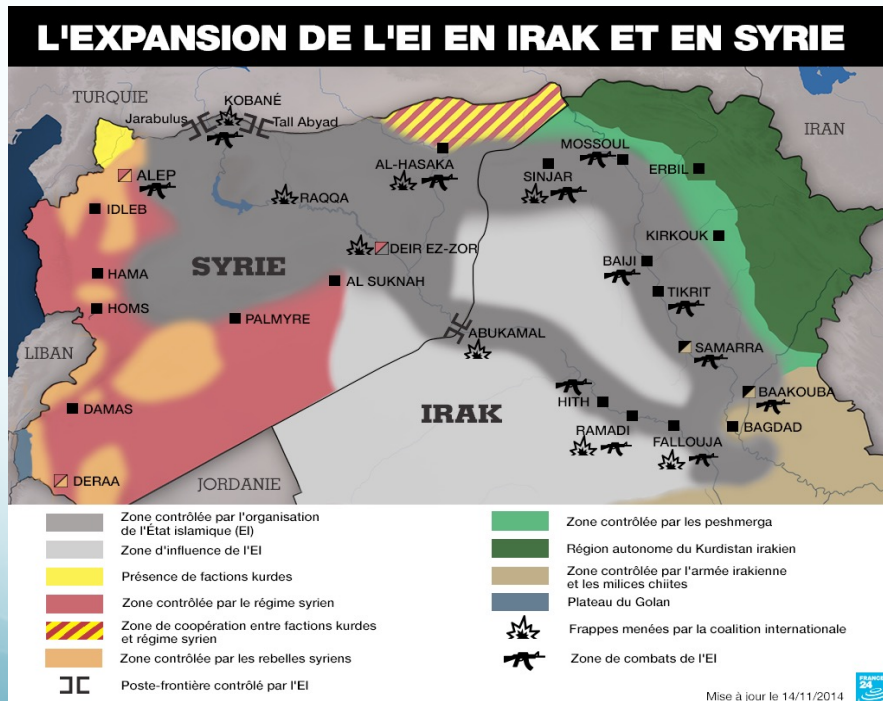 L'EXPANSION DE L'EI EN IRAK ET EN SYRIE
TURQUIE
KOBANÉ
Jarabulus
Tall Abyad
IRAN
MOSSOUL
ERBIL
AL-HASAKA
SINJAR
ALEP
RAQQA
IDLEB
KIRKOUK
DEIR EZ-ZOR
BAIJI
SYRIE
HAMA
AL SUKNAH
TIKRIT
HOMS
PALMYRE
ABUKAMAL
SAMARRA
LIBAN
BAAKOUBA
DAMAS
IRAK
HITH
BAGDAD
RAMADI
FALLOUJA
DERAA
JORDANIE
Zone contrôlée par l'organisation
de l'État islamique (EI)
Zone d'influence de l'EI
Présence de factions kurdes
Zone contrôlée par le régime syrien
Zone de coopération entre factions kurdes
et régime syrien
Zone contrôlée par les rebelles syriens
Poste-frontière contrôlé par l'EI
Zone contrôlée par les peshmerga
Région autonome du Kurdistan irakien
Zone contrôlée par l'armée irakienne
et les milices chiites
Plateau du Golan
Frappes menées par la coalition internationale
Zone de combats de l'EI
Mise à jour le 14/11/2014
FRANCE
24